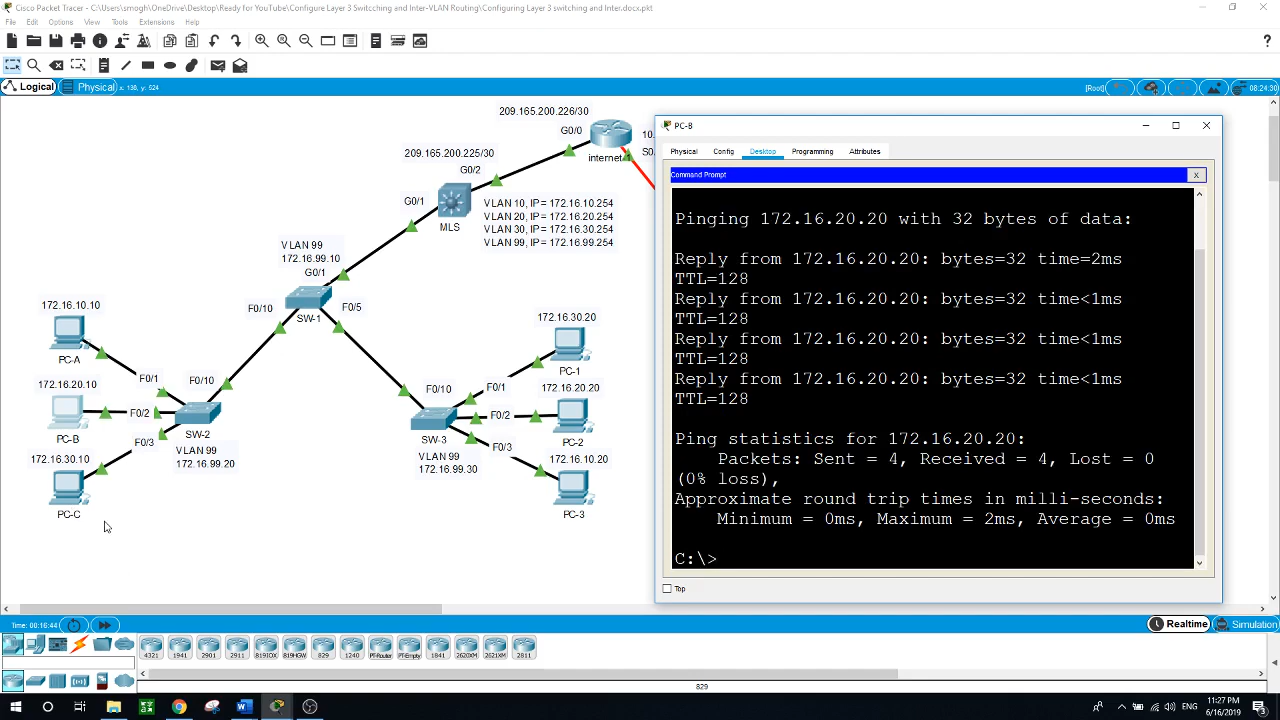 Cisco Packet Tracer - C:\Users\smogh\OneDrive\Desktop\Ready for YouTube\Configure Layer 3 Switcching and Inter-VLAN Routing\Configuring Layer 3 switching and Inter.docx.pkt
File Edit Options View Tools Extensions Help
Logical Physical x: 138, y: 524
[Root] 08:24:30
209.165.200.226/30
G0/0
10.
internet
S0.
209.165.200.225/30
G0/2
G0/1
MLS
VLAN 10, IP= 172.16.10.254
VLAN 20, IP = 172.16.20.254
VLAN 30, IP = 172.16.30.254
VLAN 99, IP = 172.16.99.254
VLAN 99
172.16.99.10
G0/1
F0/10
F0/5
SW-1
172.16.10.10
PC-A
F0/1
172.16.20.10
F0/10
F0/2
PC-B
SW-2
F0/3
VLAN 99
172.16.99.20
172.16.30.10
PC-C
172.16.30.20
PC-1
F0/10
F0/1
172.16.20.20
F0/2
SW-3
PC-2
F0/3
VLAN 99
172.16.99.30
172.16.10.20
PC-3
PC-B
Physical Config Desktop Programming Attributes
Command Prompt
X
Pinging 172.16.20.20 with 32 bytes of data:
Reply from 172.16.20.20: bytes=32 time=2ms
TTL=128
Reply from 172.16.20.20: bytes=32 time<1ms
TTL=128
Reply from 172.16.20.20: bytes=32 time<1ms
TTL=128
Reply from 172.16.20.20: bytes=32 time<1ms
TTL=128
Ping statistics for 172.16.20.20:
Packets: Sent = 4, Received = 4, Lost = 0
(0% loss),
Approximate round trip times in milli-seconds:
Minimum = 0ms, Maximum = 2ms, Average = 0ms
C:\>
Top
Time: 00:16:44
Realtime Simulation
4321 1941 2901 2911 819IOX 819HGW 829 1240 PT-Router PT-Empty 1841 2620XM 2621XM 2811
829
ENG
11:27 PM
6/16/2019